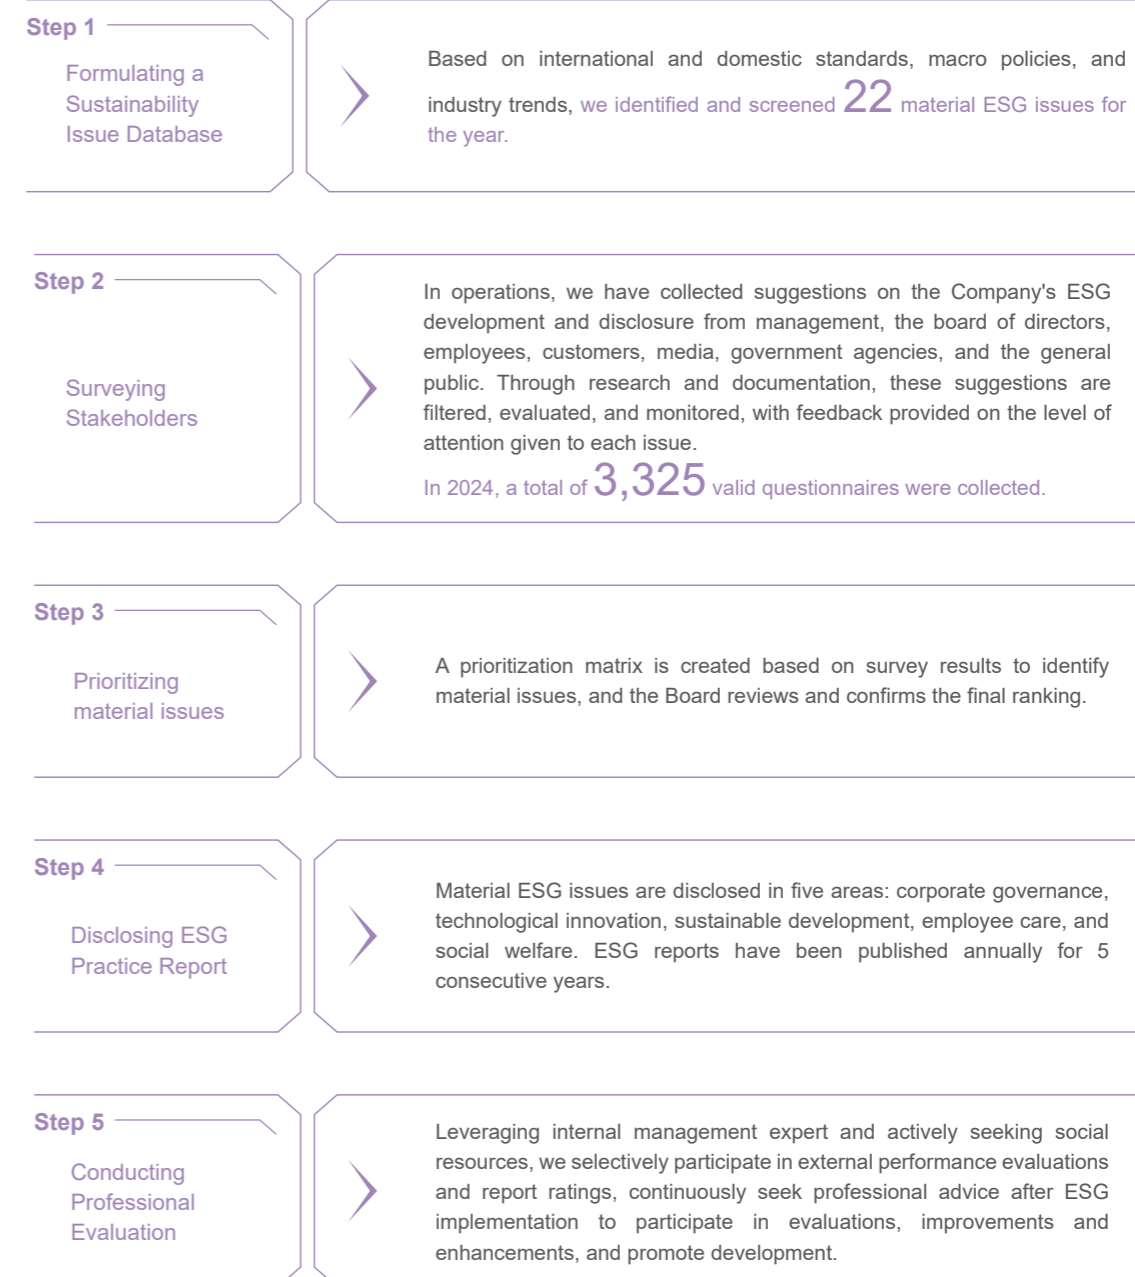 Step 1
Formulating a
Sustainability
Issue Database
Based on international and domestic standards, macro policies, and
industry trends, we identified and screened 22 material ESG issues for
the year.
Step 2
Surveying
Stakeholders
In operations, we have collected suggestions on the Company's ESG
development and disclosure from management, the board of directors,
employees, customers, media, government agencies, and the general
public. Through research and documentation, these suggestions are
filtered, evaluated, and monitored, with feedback provided on the level of
attention given to each issue.
In 2024, a total of 3,325 valid questionnaires were collected.
Step 3
Prioritizing
material issues
A prioritization matrix is created based on survey results to identify
material issues, and the Board reviews and confirms the final ranking.
Step 4
Disclosing ESG
Practice Report
Material ESG issues are disclosed in five areas: corporate governance,
technological innovation, sustainable development, employee care, and
social welfare. ESG reports have been published annually for 5
consecutive years.
Step 5
Conducting
Professional
Evaluation
Leveraging internal management expert and actively seeking social
resources, we selectively participate in external performance evaluations
and report ratings, continuously seek professional advice after ESG
implementation to participate in evaluations, improvements and
enhancements, and promote development.